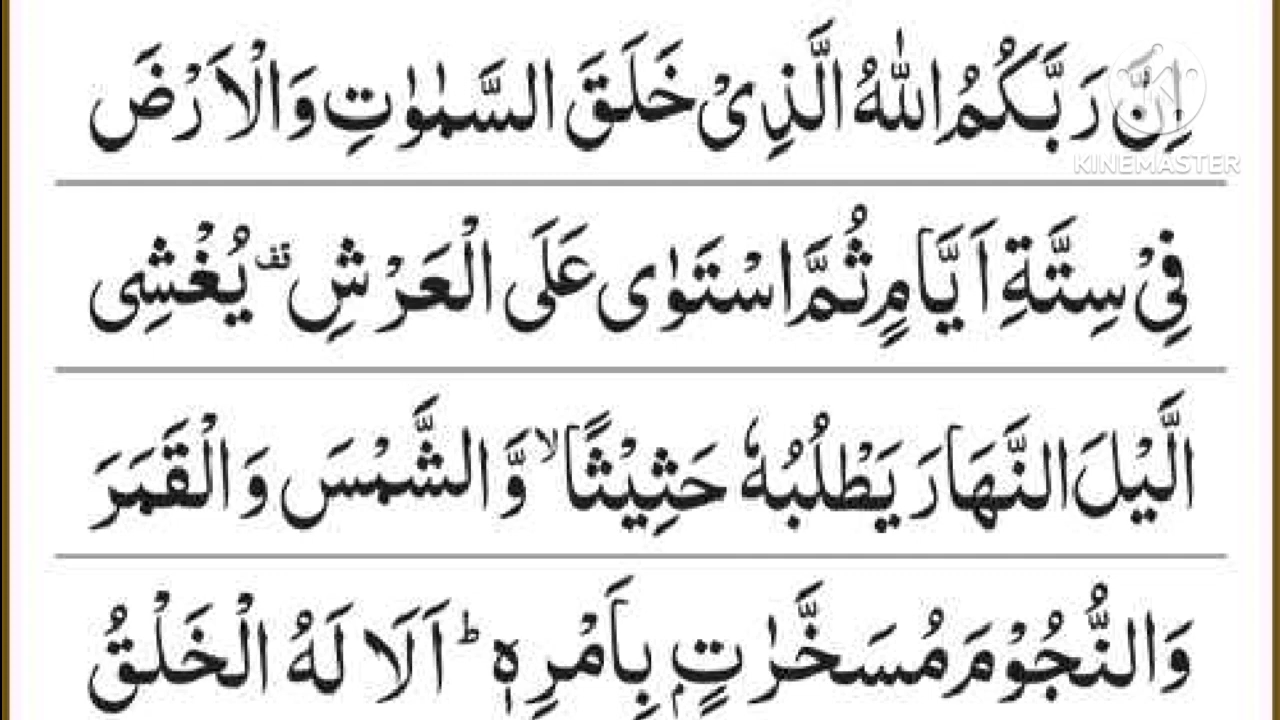 اِنَّ رَبَّكُمُ اللّٰهُ الَّذِیْ خَلَقَ السَّمٰوٰتِ وَالْاَرْضَ
KINEMASTER
فِیْ سِتَّةِ اَیَّامٍ ثُمَّ اسْتَوٰی عَلَی الْعَرْشِ ۫ یُغْشِی
الَّیْلَ النَّهَارَ یَطْلُبُهٗ حَثِیْثًا ۙ وَّالشَّمْسَ وَالْقَمَرَ
وَالنُّجُوْمَ مُسَخَّرٰتٍۭ بِاَمْرِهٖ ؕ اَلَا لَهُ الْخَلْقُ